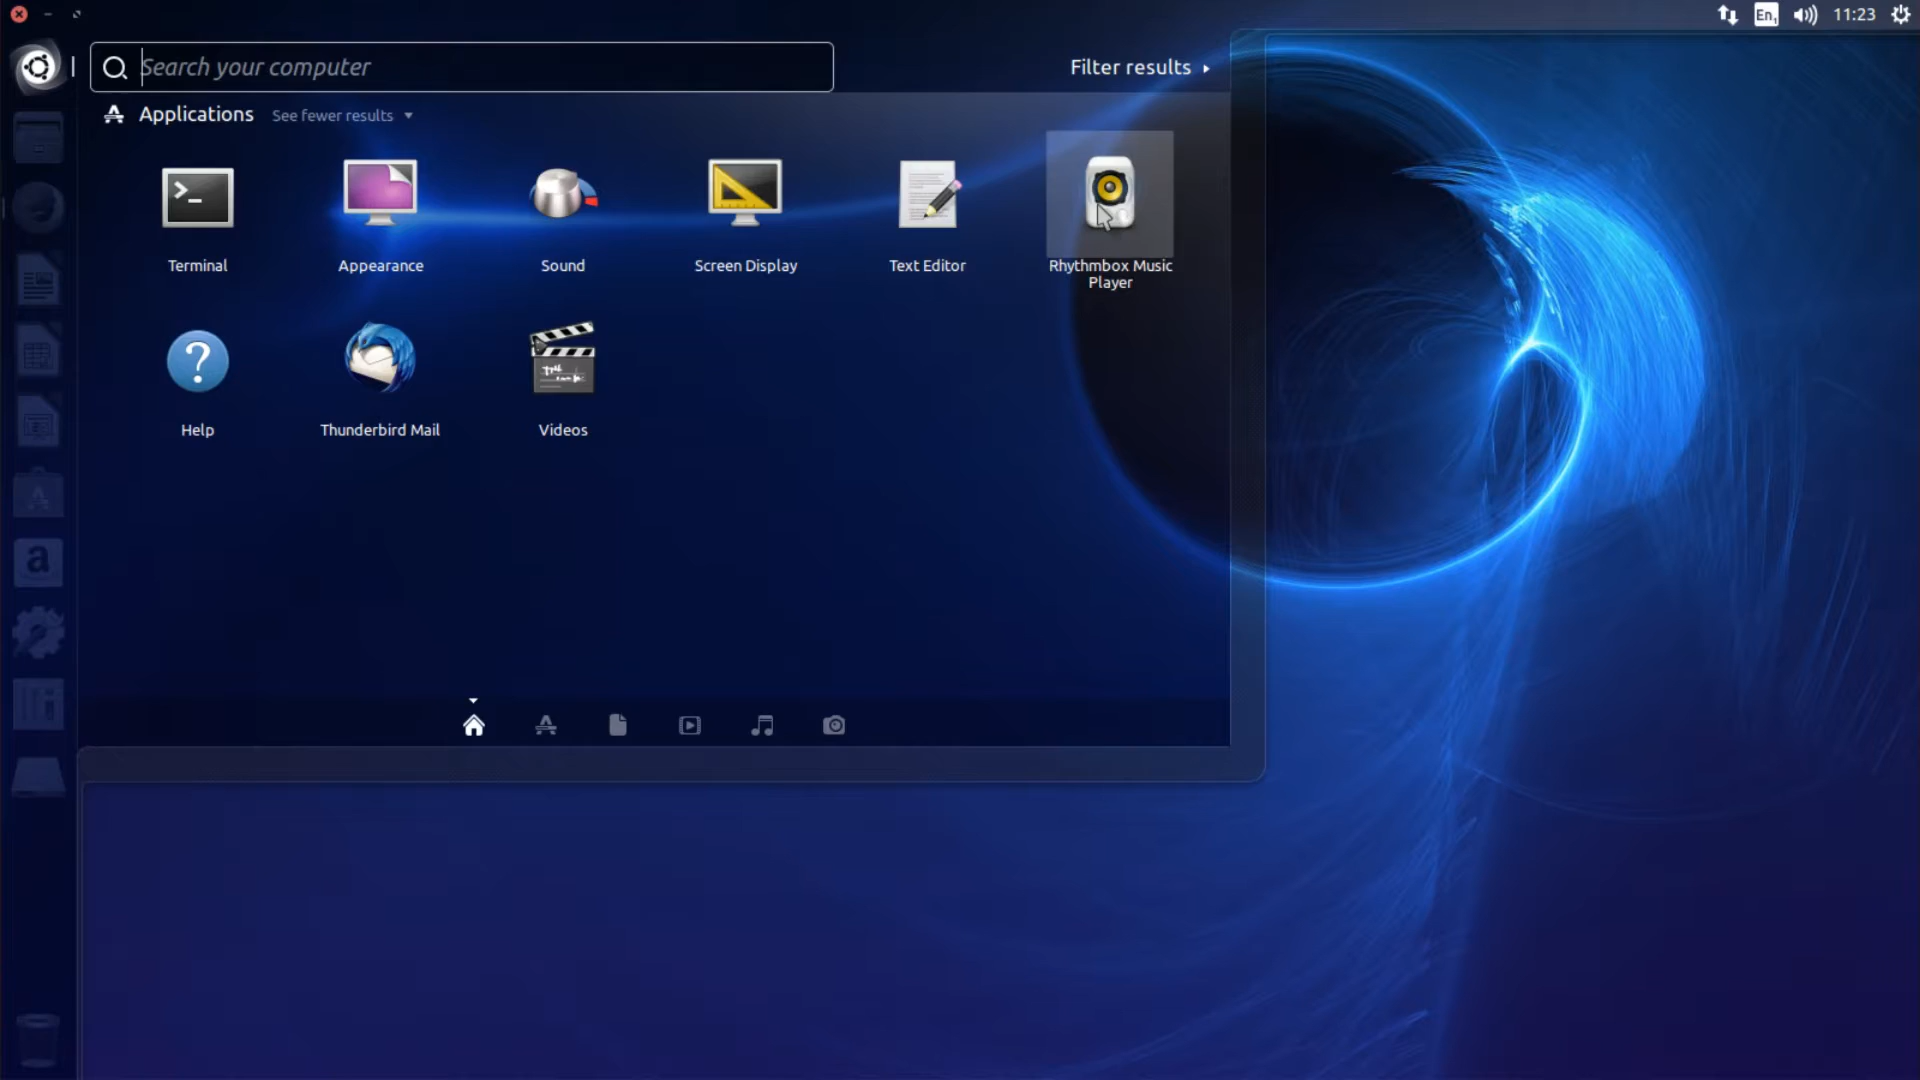 En₁
11:23
Search your computer
Filter results
Applications See fewer results
Terminal
Appearance
Sound
Screen Display
Text Editor
Rhythmbox Music
Player
Help
Thunderbird Mail
Videos
a